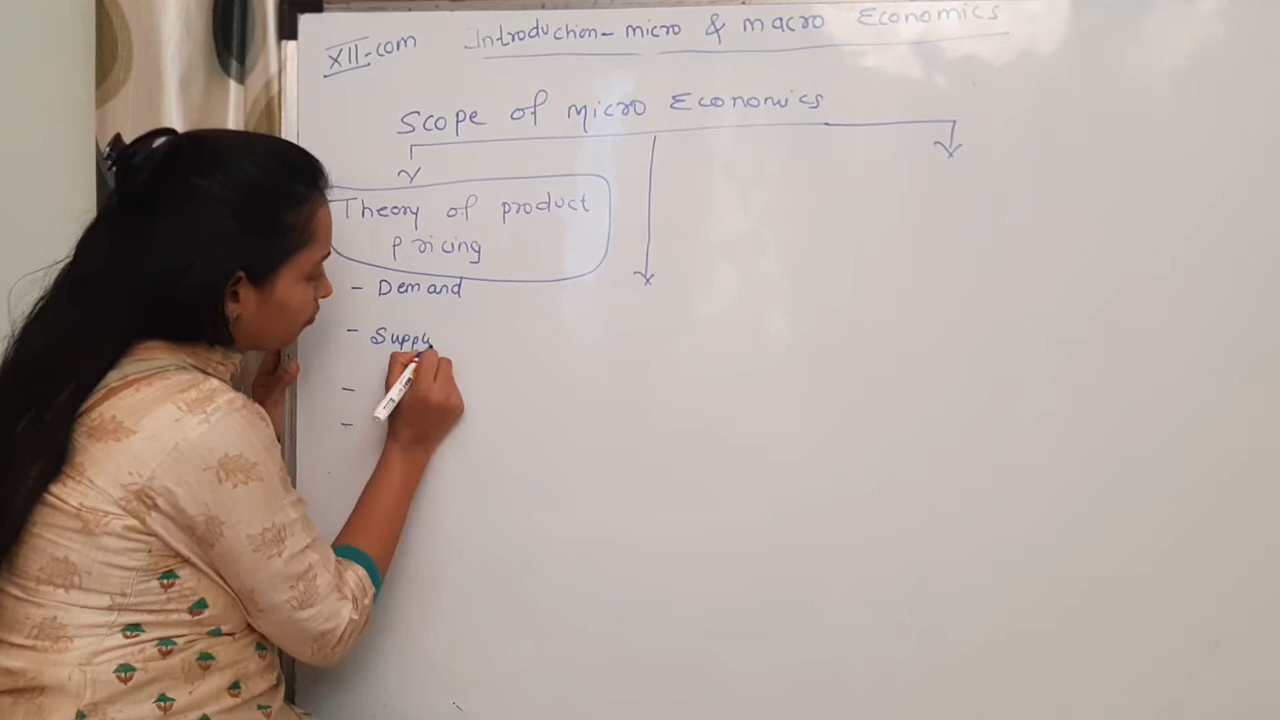 XII-com
Introduction - micro & macro Economics
Scope of micro Economics
Theory of product
pricing
- Demand
- Supply
-
-